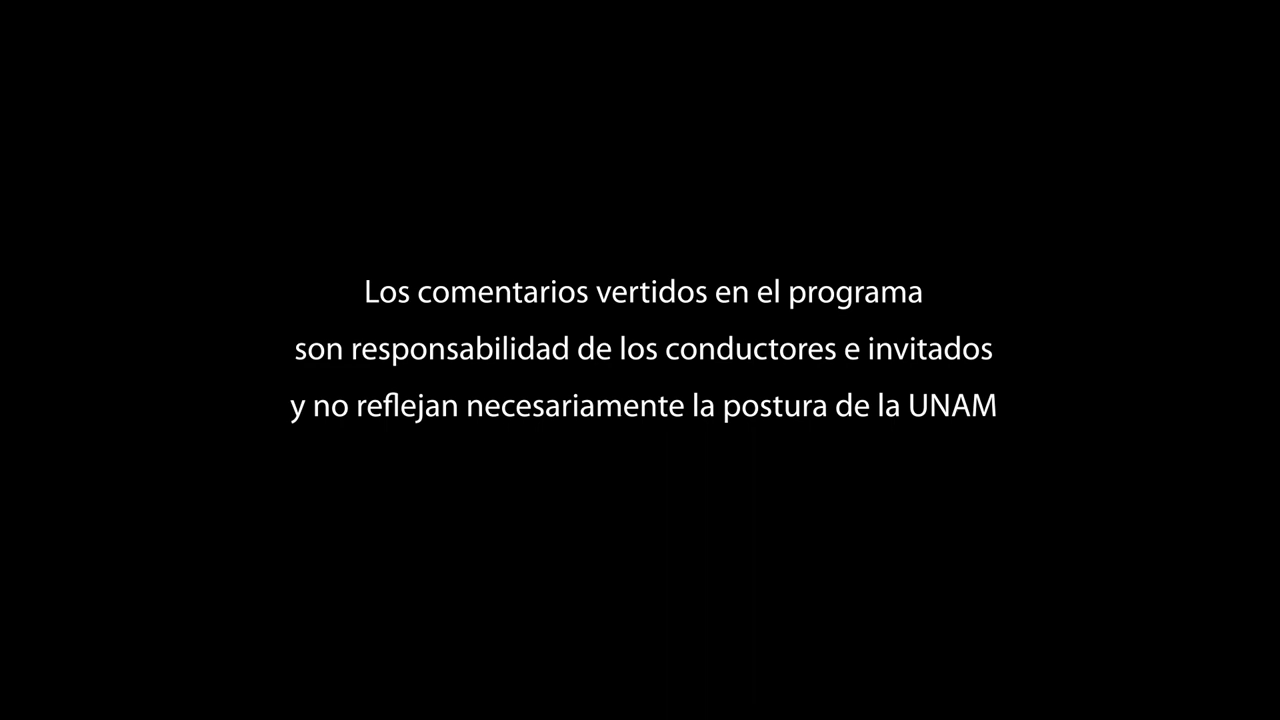 Los comentarios vertidos en el programa
son responsabilidad de los conductores e invitados
y no reflejan necesariamente la postura de la UNAM